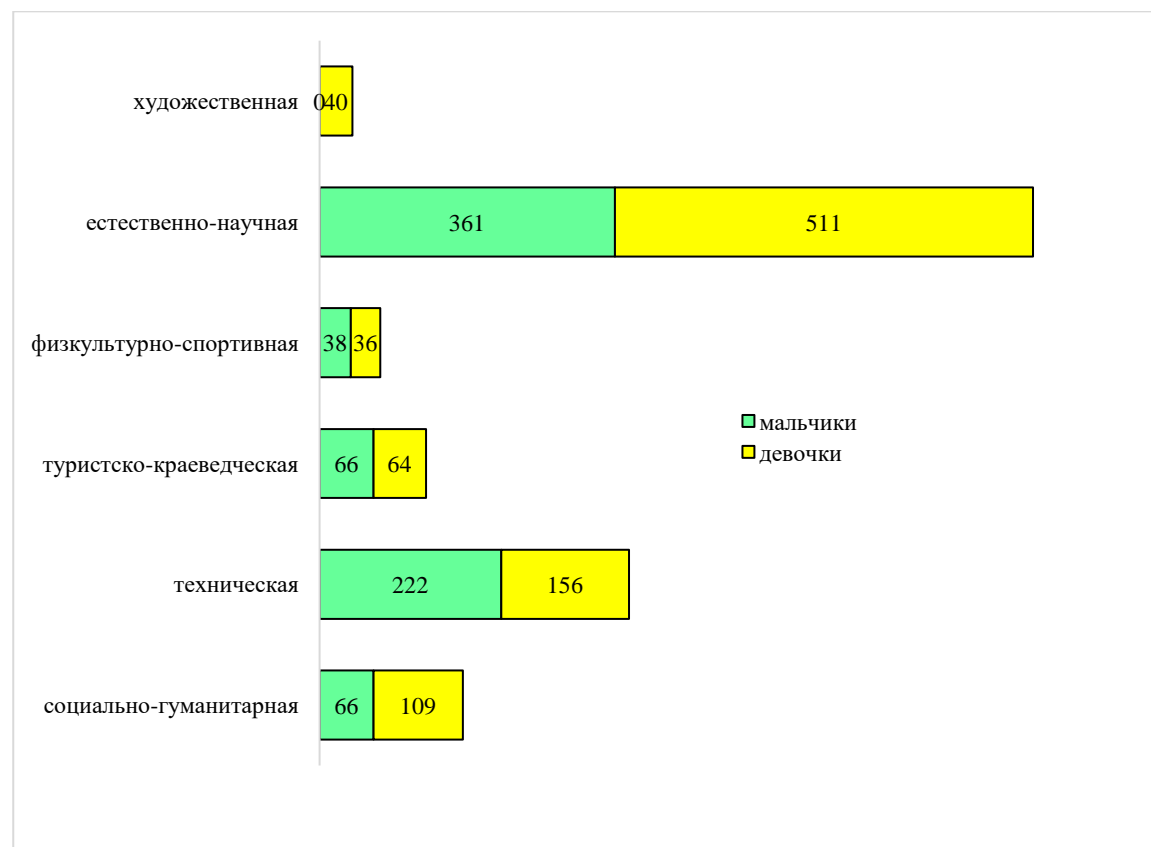 художественная 0 40
естественно-научная 361 511
физкультурно-спортивная 38 36
туристско-краеведческая 66 64
мальчики
девочки
техническая 222 156
социально-гуманитарная 66 109